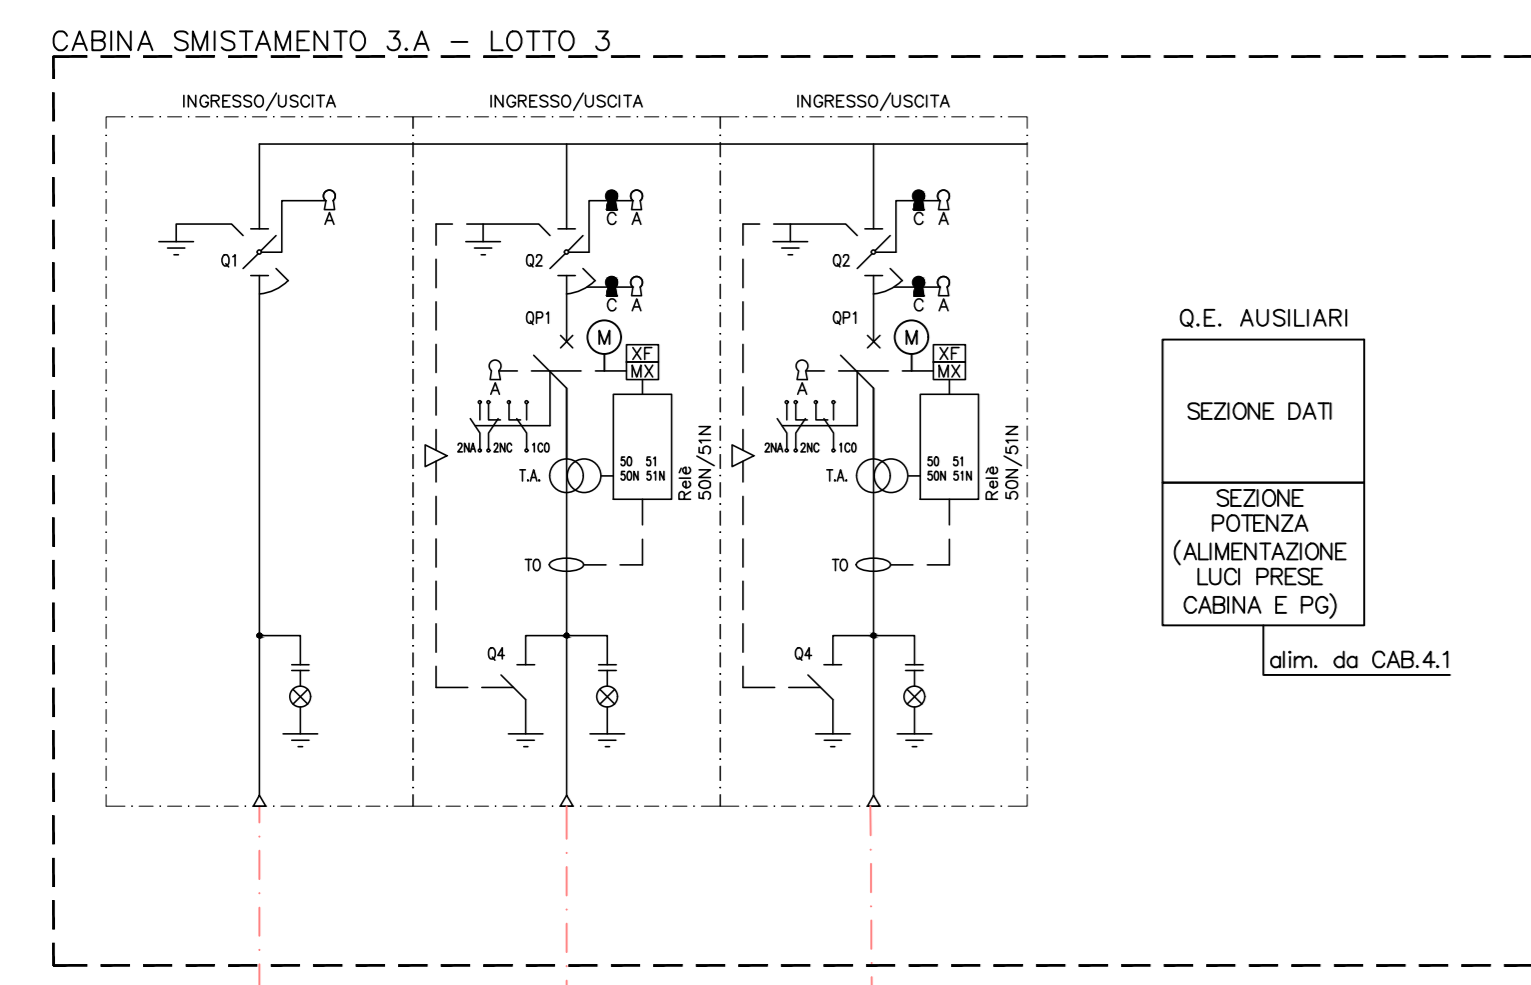 CABINA SMISTAMENTO 3.A – LOTTO 3
INGRESSO/USCITA
INGRESSO/USCITA
INGRESSO/USCITA
A
Q1
C A
Q2
C A
QP1
M
XF
MX
A
2NA 2NC 1CO
T.A.
50 51
50N 51N
Relè
50N/51N
TO
Q4
C A
Q2
C A
QP1
M
XF
MX
A
2NA 2NC 1CO
T.A.
50 51
50N 51N
Relè
50N/51N
TO
Q4
Q.E. AUSILIARI
SEZIONE DATI
SEZIONE
POTENZA
(ALIMENTAZIONE
LUCI PRESE
CABINA E PG)
alim. da CAB.4.1